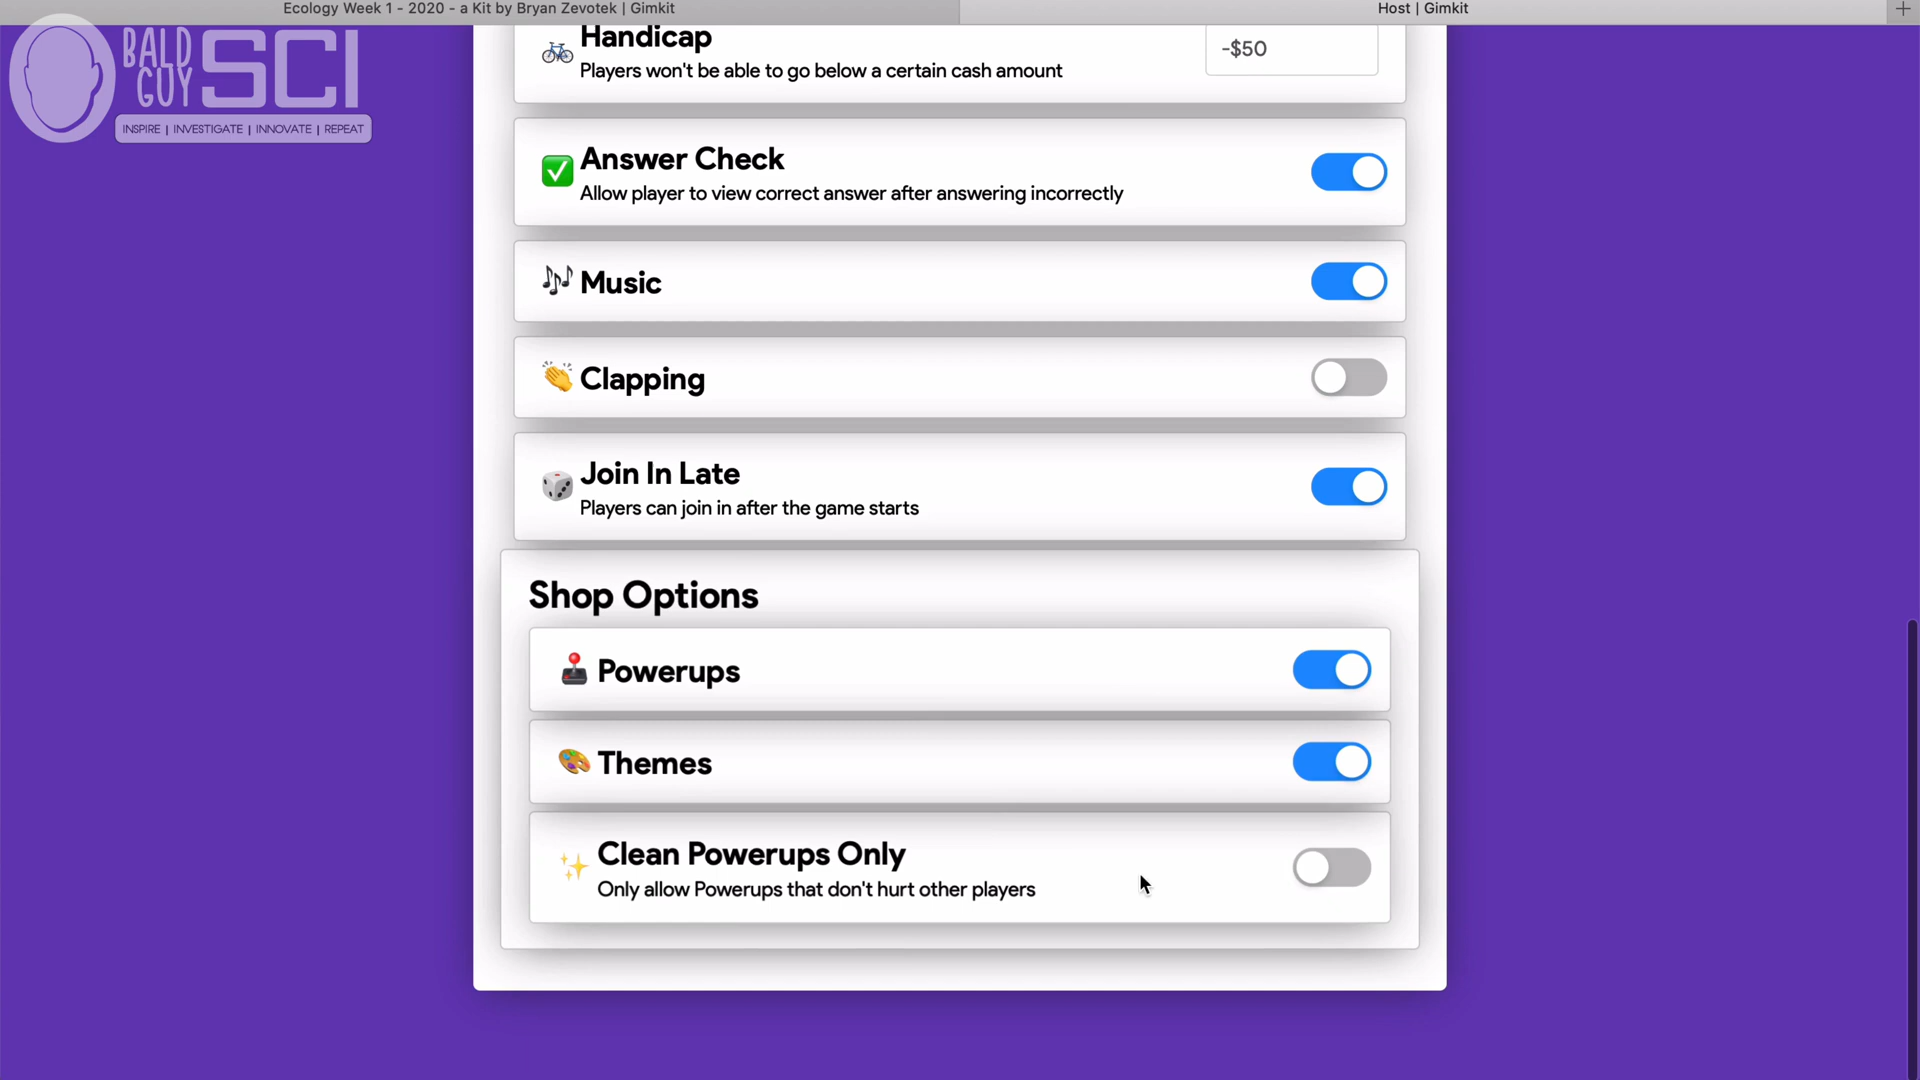 Ecology Week 1 - 2020 - a Kit by Bryan Zevotek | Gimkit
Host | Gimkit
BALD GUY SCI
INSPIRE | INVESTIGATE | INNOVATE | REPEAT
Handicap
Players won't be able to go below a certain cash amount
-$50
Answer Check
Allow player to view correct answer after answering incorrectly
Music
Clapping
Join In Late
Players can join in after the game starts
Shop Options
Powerups
Themes
Clean Powerups Only
Only allow Powerups that don't hurt other players